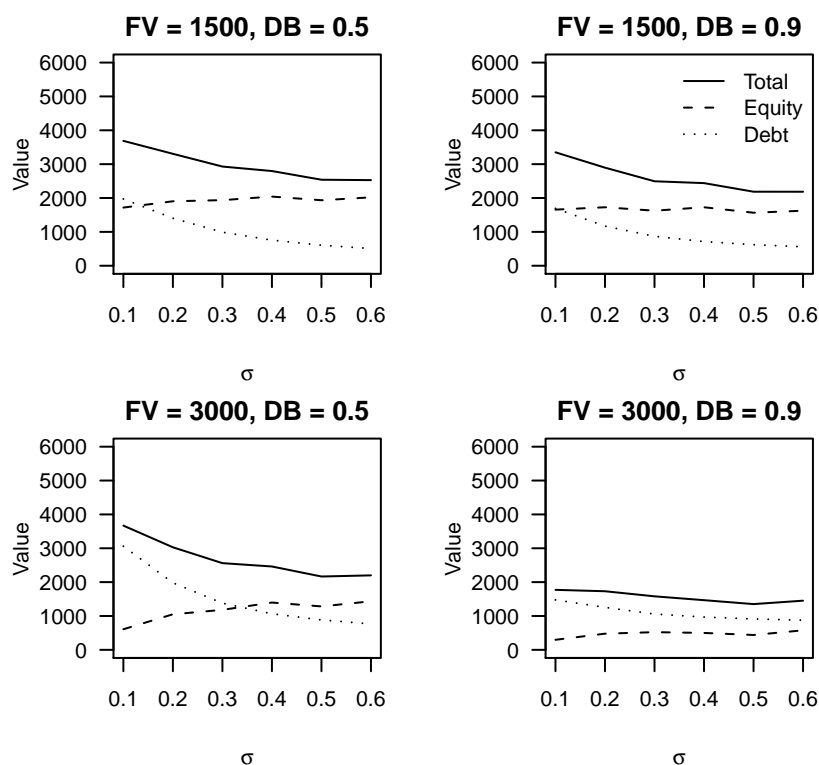 FV = 1500, DB = 0.5
6000
5000
4000
3000
2000
1000
0
Value
0.1 0.2 0.3 0.4 0.5 0.6
σ
FV = 1500, DB = 0.9
6000
5000
4000
3000
2000
1000
0
Value
Total
Equity
Debt
0.1 0.2 0.3 0.4 0.5 0.6
σ
FV = 3000, DB = 0.5
6000
5000
4000
3000
2000
1000
0
Value
0.1 0.2 0.3 0.4 0.5 0.6
σ
FV = 3000, DB = 0.9
6000
5000
4000
3000
2000
1000
0
Value
0.1 0.2 0.3 0.4 0.5 0.6
σ